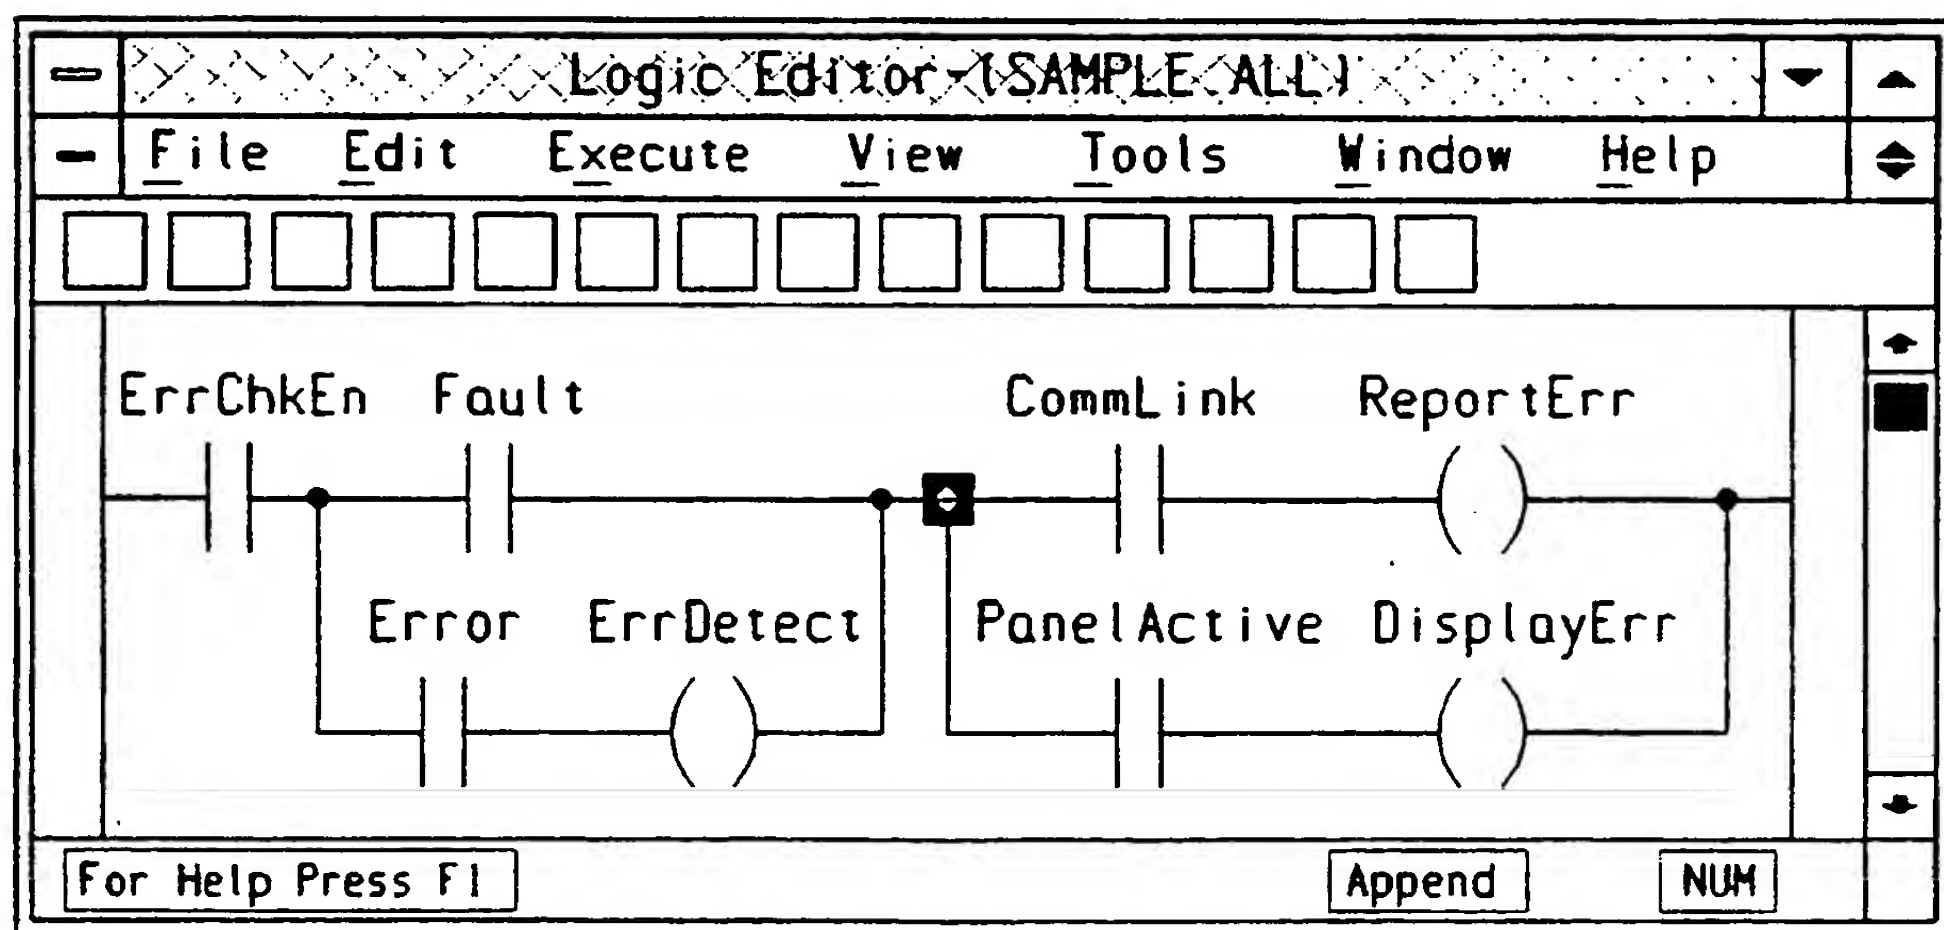 Logic Editor-(SAMPLE ALL)
File Edit Execute View Tools Window Help
ErrChkEn Fault CommLink ReportErr
Error ErrDetect PanelActive DisplayErr
For Help Press F1 Append NUM